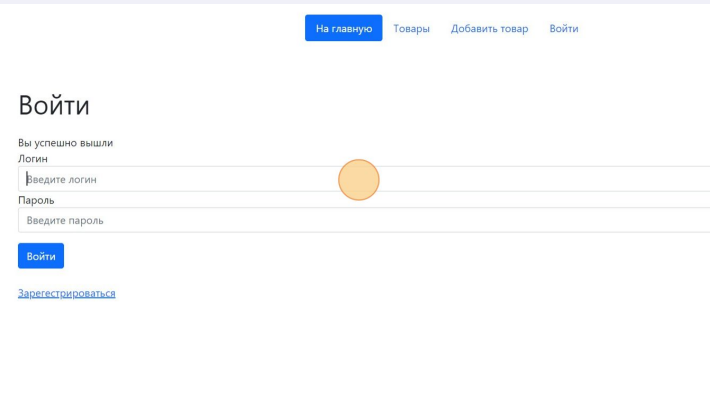 На главную Товары Добавить товар Войти
Войти
Вы успешно вышли
Логин
Введите логин
Пароль
Введите пароль
Войти
Зарегестрироваться